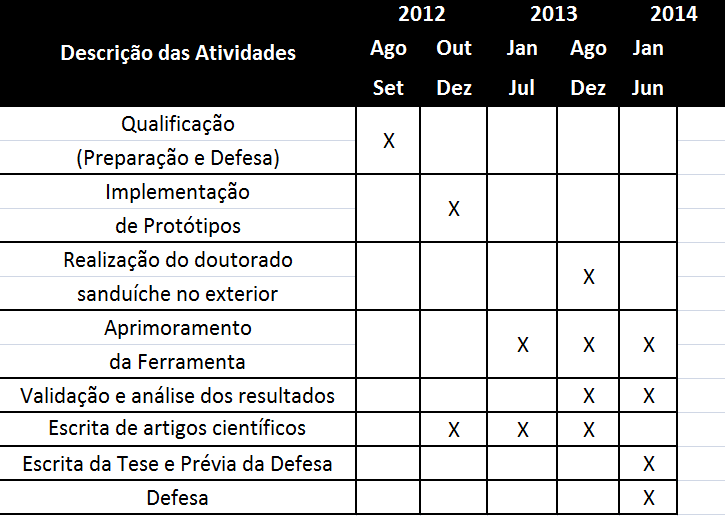 2012 2013 2014
Descrição das Atividades
Ago Out Jan Ago Jan
Set Dez Jul Dez Jun
Qualificação
(Preparação e Defesa)
X
Implementação
de Protótipos
X
Realização do doutorado
sanduíche no exterior
X
Aprimoramento
da Ferramenta
X X X
Validação e análise dos resultados X X
Escrita de artigos científicos X X X
Escrita da Tese e Prévia da Defesa X
Defesa X